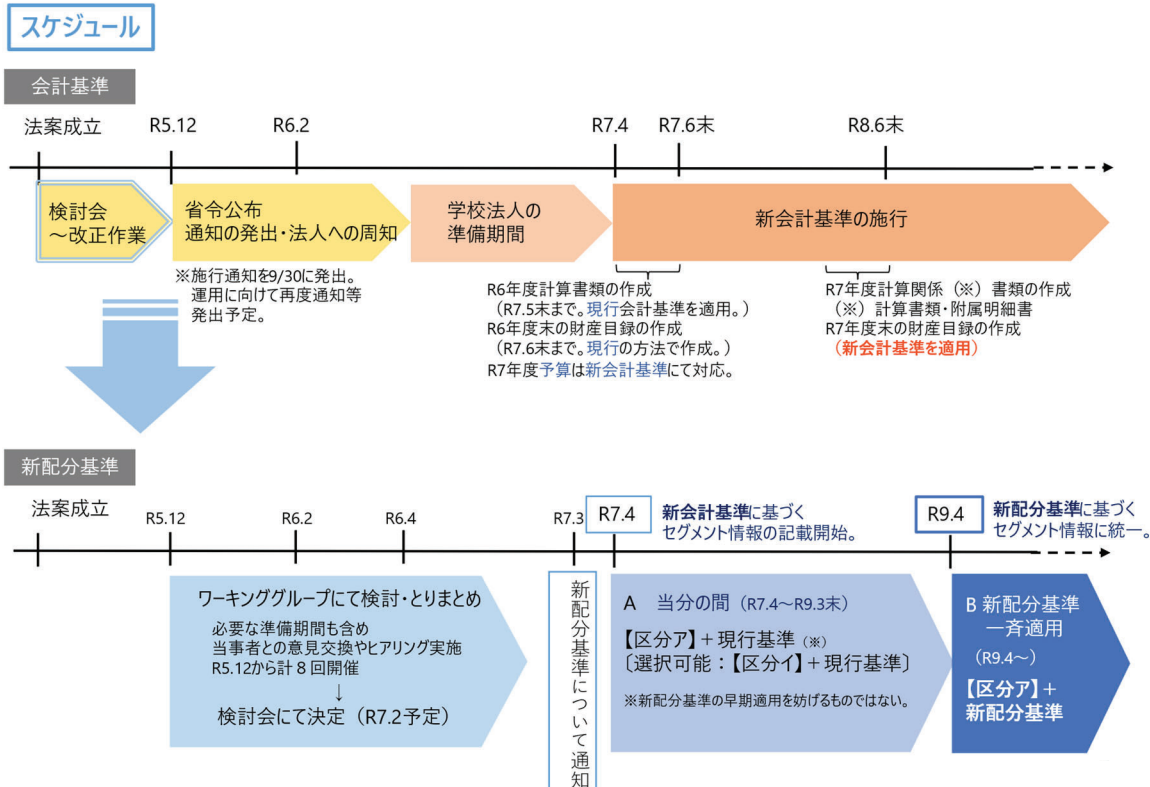 スケジュール
会計基準
法案成立
R5.12
R6.2
R7.4
R7.6末
R8.6末
検討会
～改正作業
省令公布
通知の発出・法人への周知
学校法人の
準備期間
新会計基準の施行
※施行通知を9/30に発出。
運用に向けて再度通知等
発出予定。
R6年度計算書類の作成
（R7.5末まで。現行会計基準を適用。）
R6年度末の財産目録の作成
（R7.6末まで。現行の方法で作成。）
R7年度予算は新会計基準にて対応。
R7年度計算関係（※）書類の作成
（※）計算書類・附属明細書
R7年度末の財産目録の作成
（新会計基準を適用）
新配分基準
法案成立
R5.12
R6.2
R6.4
R7.3
R7.4
新会計基準に基づく
セグメント情報の記載開始。
R9.4
新配分基準に基づく
セグメント情報に統一。
ワーキンググループにて検討・とりまとめ
必要な準備期間も含め
当事者との意見交換やヒアリング実施
R5.12から計８回開催
↓
検討会にて決定（R7.2予定）
新配分基準について通知
A　当分の間（R7.4～R9.3末）
【区分ア】＋現行基準（※）
〔選択可能：【区分イ】＋現行基準〕
※新配分基準の早期適用を妨げるものではない。
B 新配分基準
一斉適用
（R9.4～）
【区分ア】＋
新配分基準